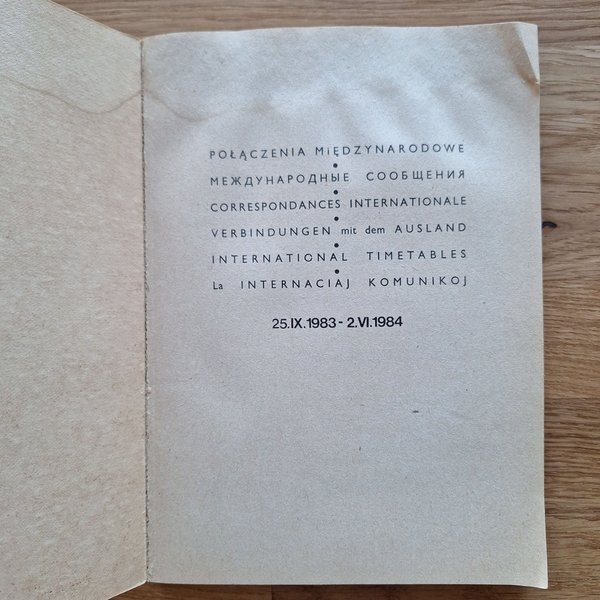 POŁĄCZENIA MIĘDZYNARODOWE
МЕЖДУНАРОДНЫЕ СООБЩЕНИЯ
CORRESPONDANCES INTERNATIONALE
VERBINDUNGEN mit dem AUSLAND
INTERNATIONAL TIMETABLES
La INTERNACIAJ KOMUNIKOJ
25.IX.1983 - 2.VI.1984